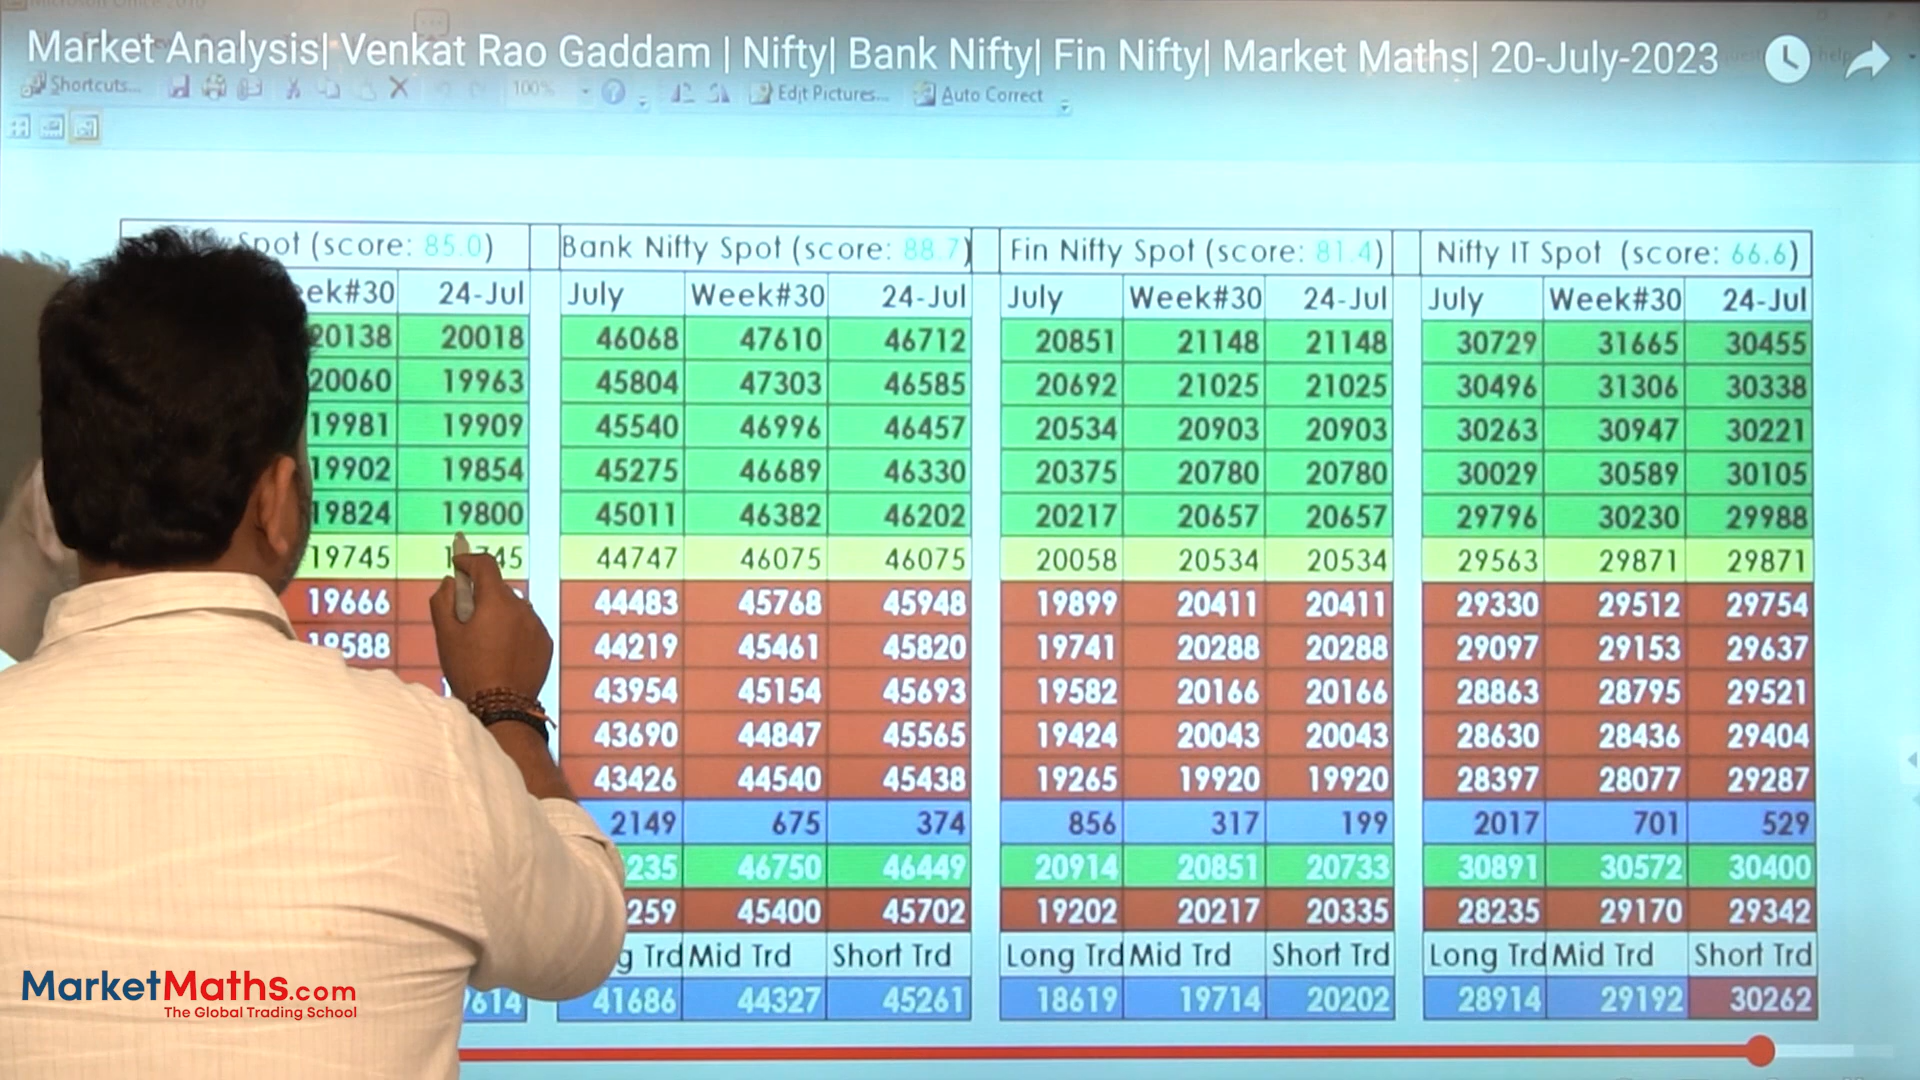 Market Analysis| Venkat Rao Gaddam | Nifty| Bank Nifty| Fin Nifty| Market Maths| 20-July-2023
Shortcuts... 100% Edit Pictures... Auto Correct
Spot (score: 85.0) Bank Nifty Spot (score: 88.7) Fin Nifty Spot (score: 81.4) Nifty IT Spot (score: 66.6)
eek#30 24-Jul July Week#30 24-Jul July Week#30 24-Jul July Week#30 24-Jul
20138 20018 46068 47610 46712 20851 21148 21148 30729 31665 30455
20060 19963 45804 47303 46585 20692 21025 21025 30496 31306 30338
19981 19909 45540 46996 46457 20534 20903 20903 30263 30947 30221
19902 19854 45275 46689 46330 20375 20780 20780 30029 30589 30105
19824 19800 45011 46382 46202 20217 20657 20657 29796 30230 29988
19745 44747 46075 46075 20058 20534 20534 29563 29871 29871
19666 44483 45768 45948 19899 20411 20411 29330 29512 29754
19588 44219 45461 45820 19741 20288 20288 29097 29153 29637
43954 45154 45693 19582 20166 20166 28863 28795 29521
43690 44847 45565 19424 20043 20043 28630 28436 29404
43426 44540 45438 19265 19920 19920 28397 28077 29287
2149 675 374 856 317 199 2017 701 529
235 46750 46449 20914 20851 20733 30891 30572 30400
259 45400 45702 19202 20217 20335 28235 29170 29342
g Trd Mid Trd Short Trd Long Trd Mid Trd Short Trd Long Trd Mid Trd Short Trd
9614 41686 44327 45261 18619 19714 20202 28914 29192 30262
MarketMaths.com
The Global Trading School